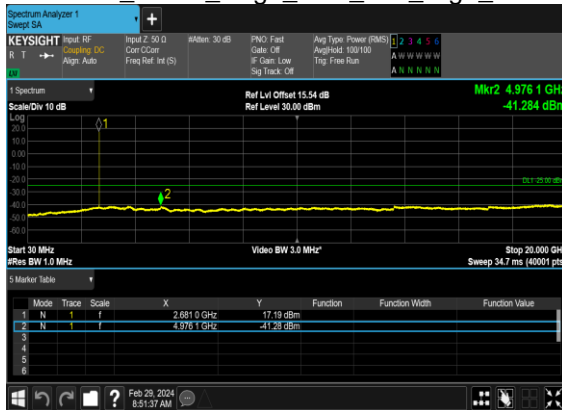 Spectrum Analyzer 1
Swept SA
+
KEYSIGHT Input: RF Input Z: 50 Ω #Atten: 30 dB PNO: Fast Avg Type: Power (RMS) 1 2 3 4 5 6
R T Coupling: DC Corr CCorr Gate: Off Avg|Hold: 100/100 A W W W W W
Align: Auto Freq Ref: Int (S) IF Gain: Low Trig: Free Run
LXI Sig Track: Off A N N N N N
1 Spectrum Ref Lvl Offset 15.54 dB Mkr2 4.976 1 GHz
Scale/Div 10 dB Ref Level 30.00 dBm -41.284 dBm
Log
20.0
10.0
0.00
-10.0
-20.0
-30.0
-40.0
-50.0
-60.0
1
2
DL1 -25.00 dBm
Start 30 MHz Video BW 3.0 MHz* Stop 20.000 GHz
#Res BW 1.0 MHz Sweep 34.7 ms (40001 pts)
5 Marker Table
Mode Trace Scale X Y Function Function Width Function Value
1 N 1 f 2.681 0 GHz 17.19 dBm
2 N 1 f 4.976 1 GHz -41.28 dBm
3
4
5
6
? Feb 29, 2024
8:51:37 AM